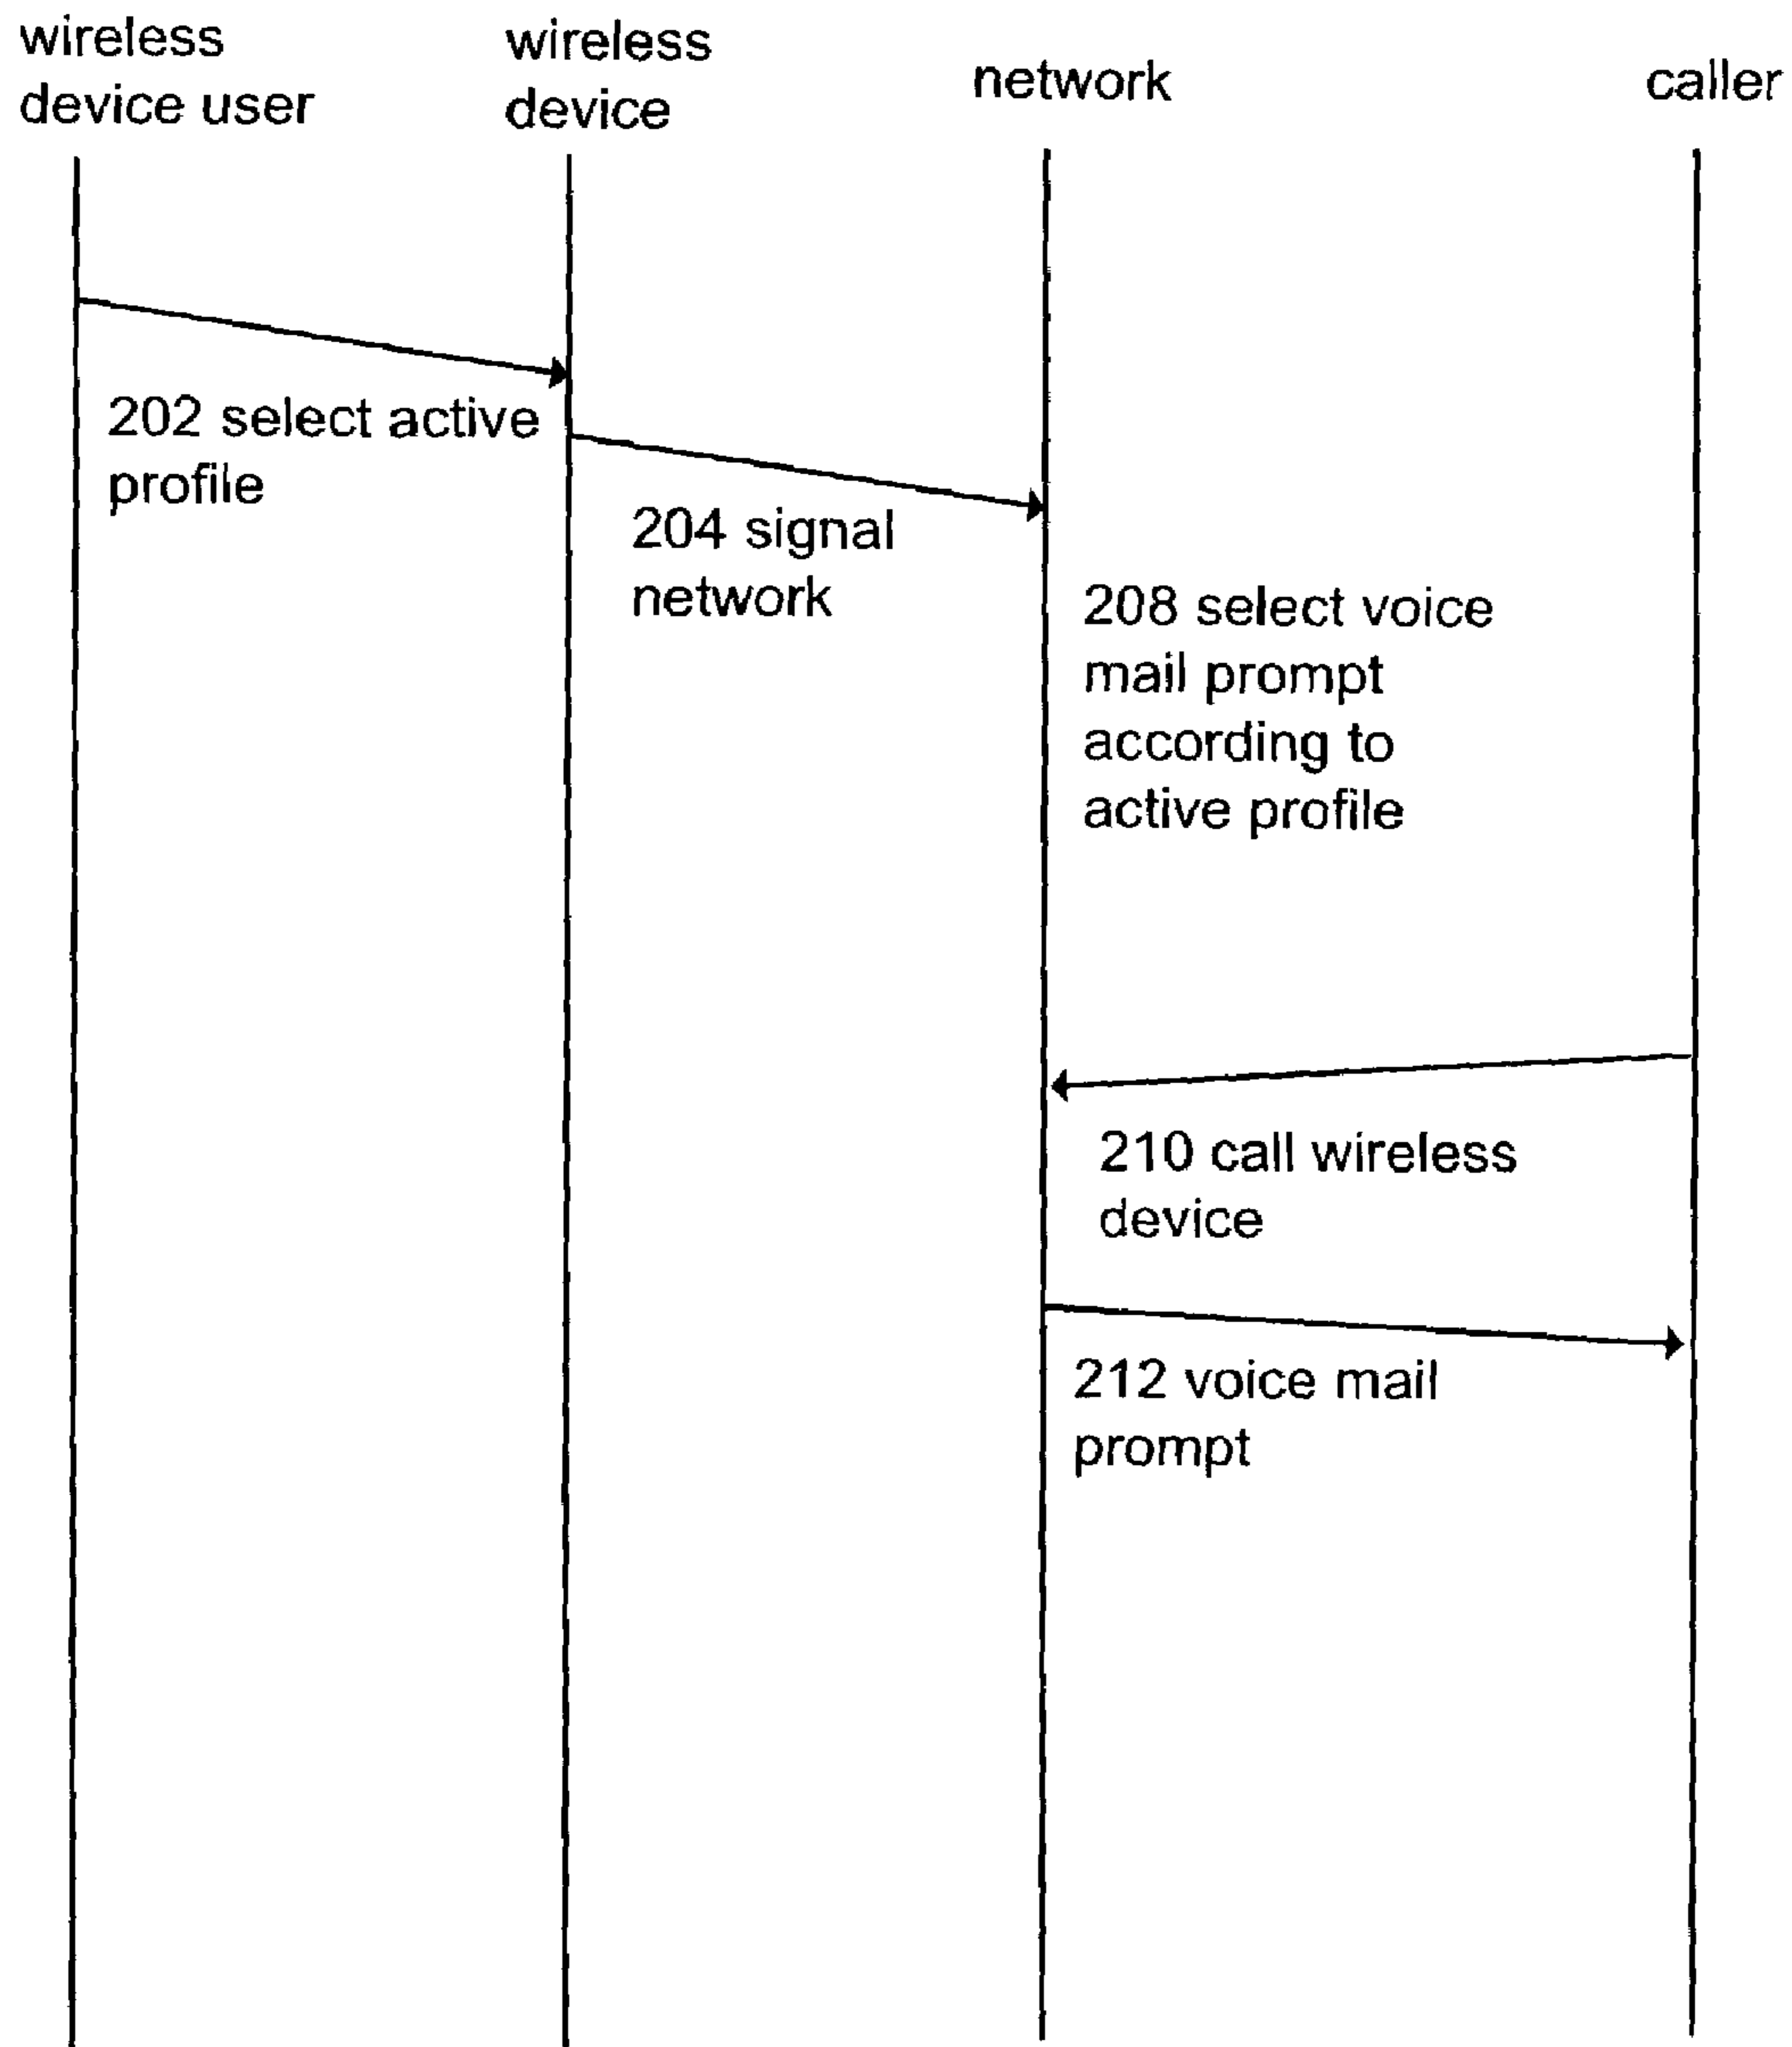 wireless
device user
wireless
device
network
caller
202 select active
profile
204 signal
network
208 select voice
mail prompt
according to
active profile
210 call wireless
device
212 voice mail
prompt